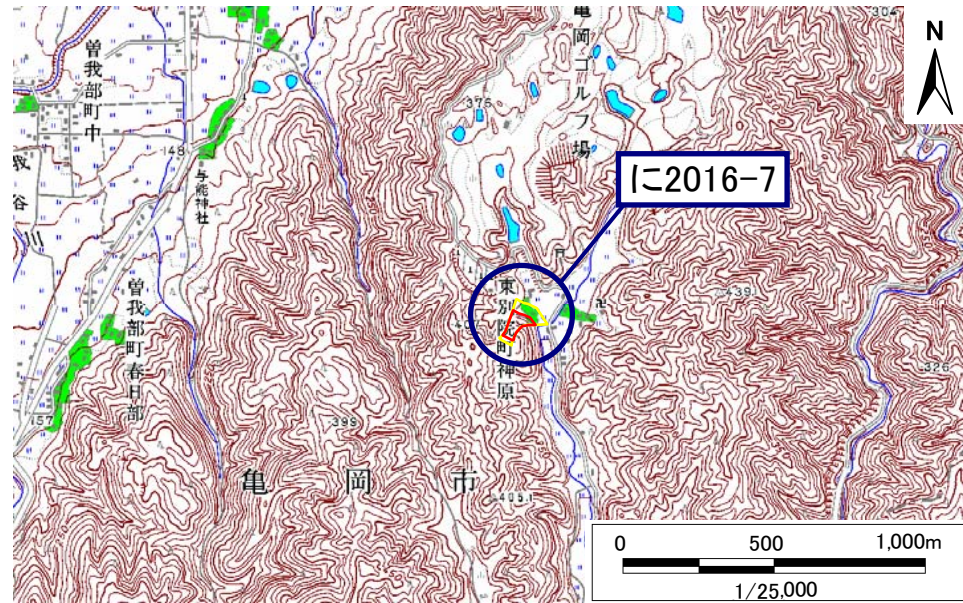 304
N
亀岡ゴルフ場
曽我部町中
376
148
与能神社
我谷川
に2016-7
439
東別院町神原
曽我部町春日部
326
157
399
亀岡市
405.1
0 500 1,000m
1/25,000